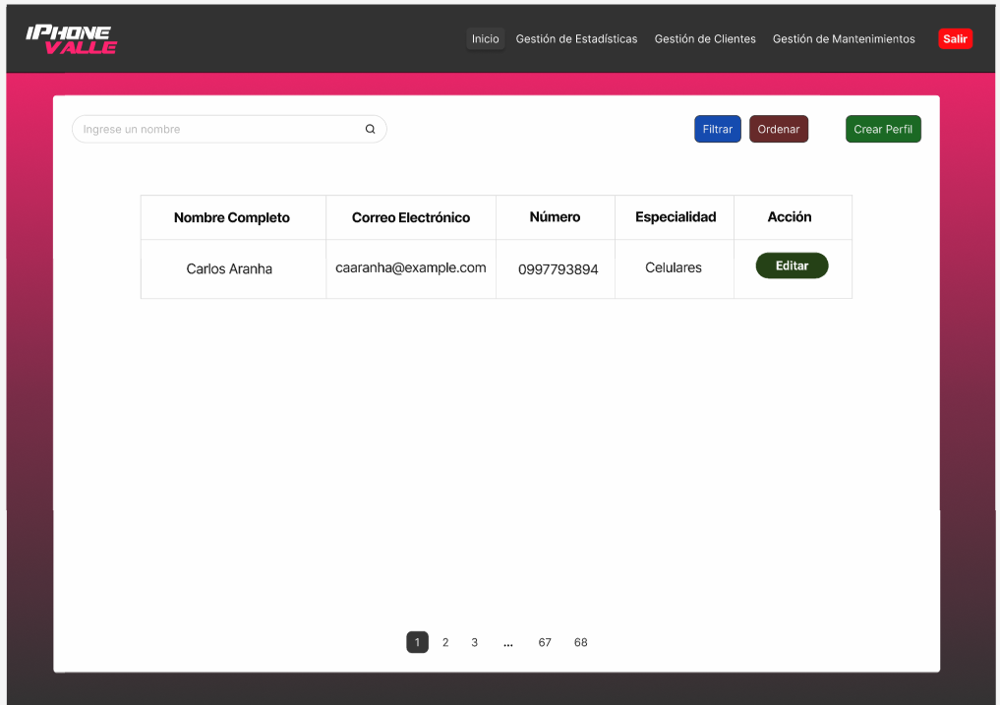 iPHONE
VALLE
Inicio Gestión de Estadísticas Gestión de Clientes Gestión de Mantenimientos Salir
Ingrese un nombre Filtrar Ordenar Crear Perfil
Nombre Completo Correo Electrónico Número Especialidad Acción
Carlos Aranha caaranha@example.com 0997793894 Celulares Editar
1 2 3 ... 67 68